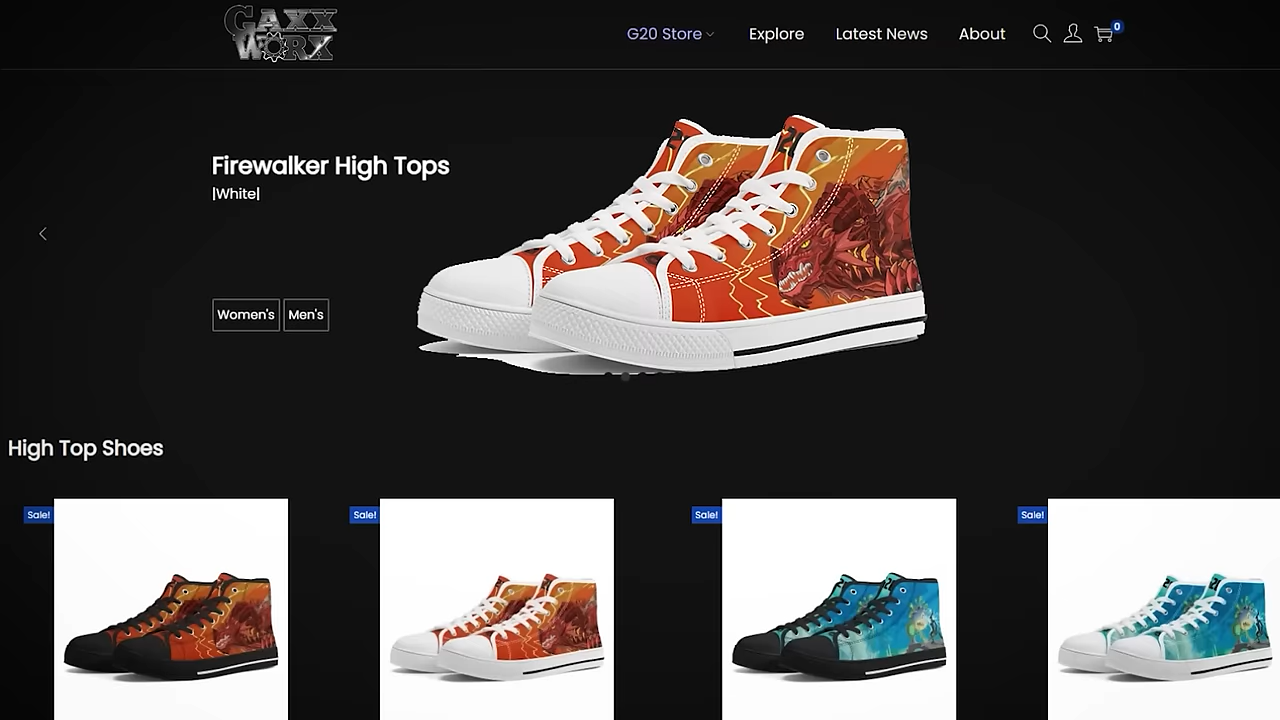 GAXX
WORX
G20 Store
Explore
Latest News
About
0
Firewalker High Tops
|White|
Women's
Men's
High Top Shoes
Sale!
Sale!
Sale!
Sale!